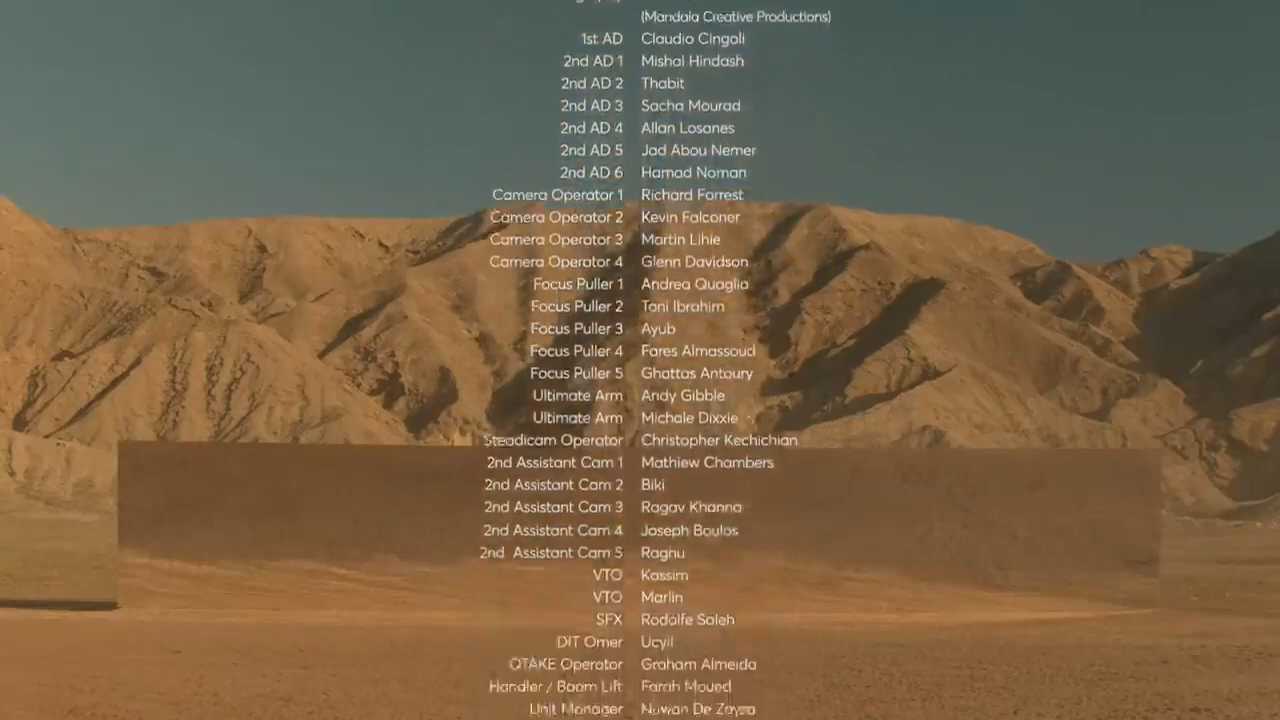 (Mandala Creative Productions)
1st AD Claudio Cingoli
2nd AD 1 Mishal Hindash
2nd AD 2 Thabit
2nd AD 3 Sacha Mourad
2nd AD 4 Allan Losanes
2nd AD 5 Jad Abou Nemer
2nd AD 6 Hamad Noman
Camera Operator 1 Richard Forrest
Camera Operator 2 Kevin Falconer
Camera Operator 3 Martin Lihie
Camera Operator 4 Glenn Davidson
Focus Puller 1 Andrea Quaglia
Focus Puller 2 Toni Ibrahim
Focus Puller 3 Ayub
Focus Puller 4 Fares Almassoud
Focus Puller 5 Ghattas Antoury
Ultimate Arm Andy Gibble
Ultimate Arm Michale Dixxie
Steadicam Operator Christopher Kechichian
2nd Assistant Cam 1 Mathiew Chambers
2nd Assistant Cam 2 Biki
2nd Assistant Cam 3 Ragav Khanna
2nd Assistant Cam 4 Joseph Boulos
2nd Assistant Cam 5 Raghu
VTO Kassim
VTO Marlin
SFX Rodolfe Saleh
DIT Omer Ucyil
QTAKE Operator Graham Almeida
Handler / Boom Lift Farah Moued
Unit Manager Nuwan De Zaysa